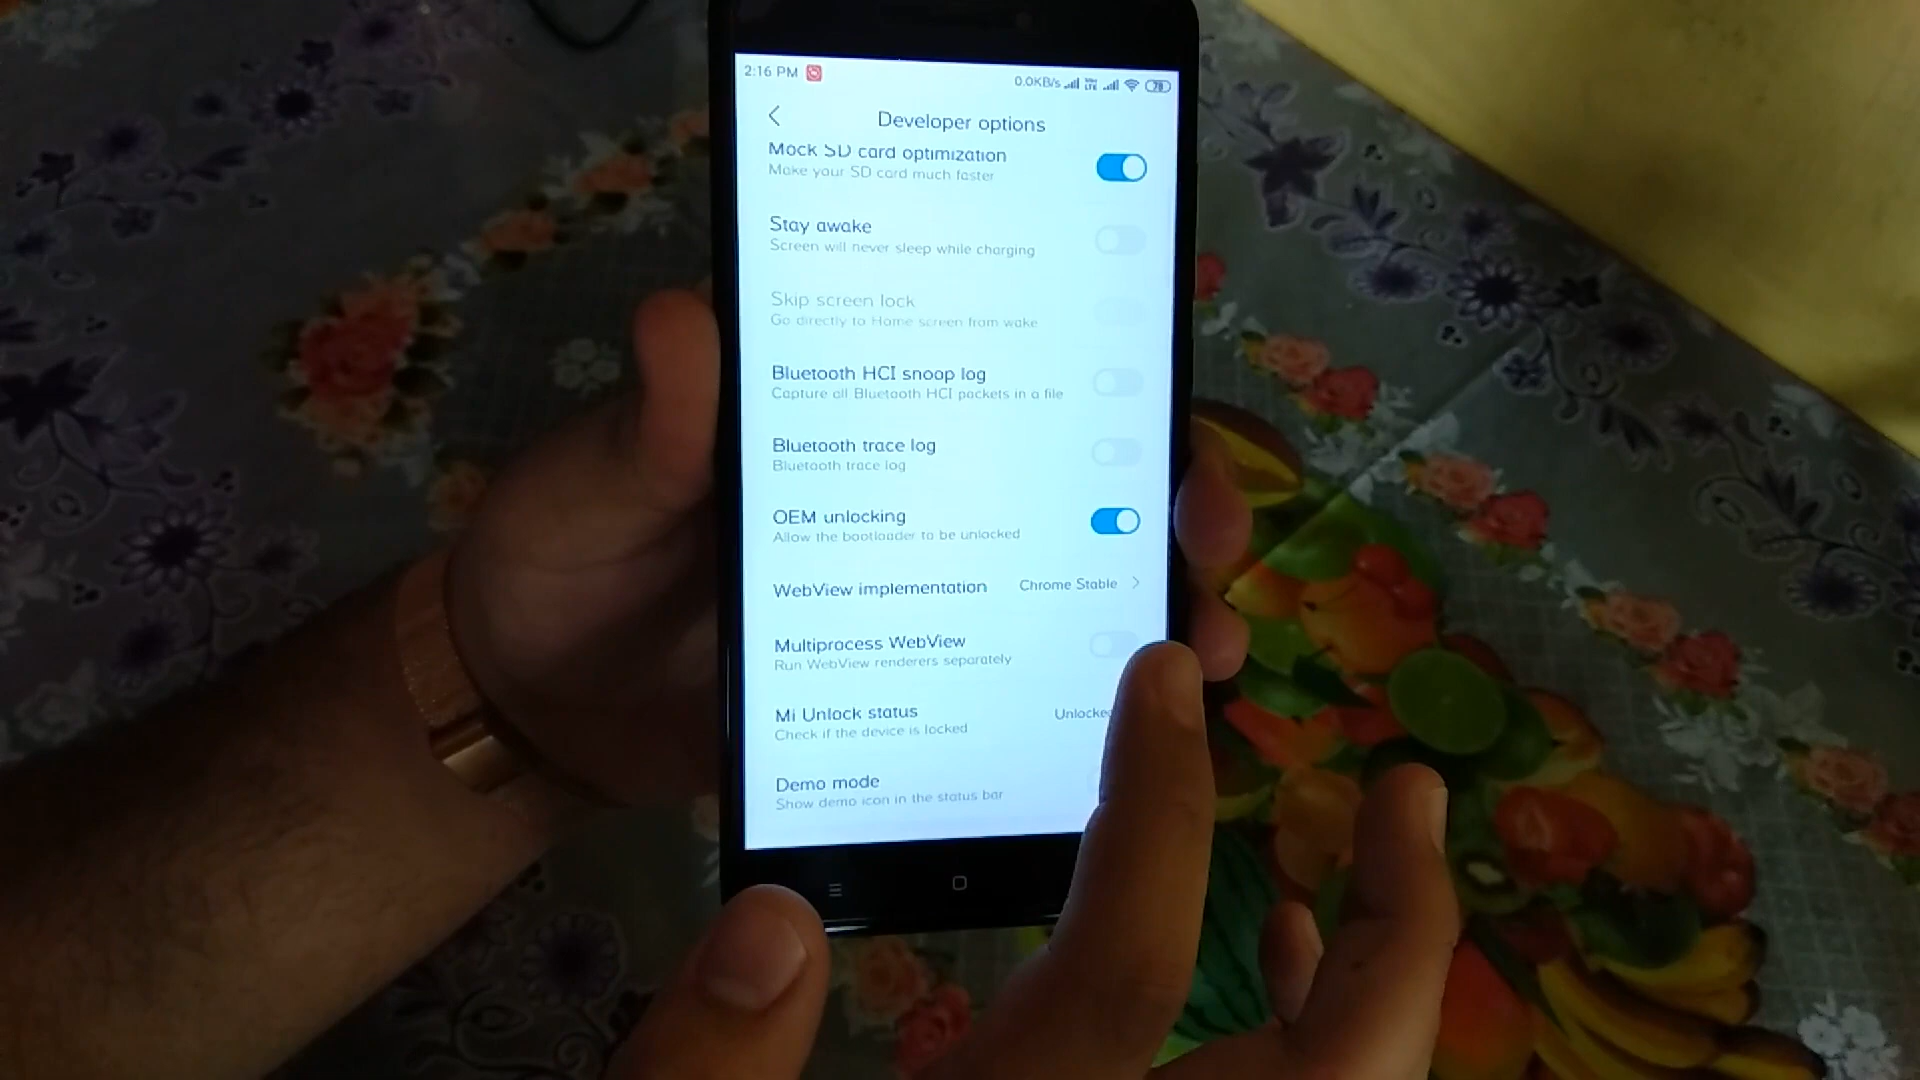 2:16 PM
0.0KB/s
78
Developer options
Mock SD card optimization
Make your SD card much faster
Stay awake
Screen will never sleep while charging
Skip screen lock
Go directly to Home screen from wake
Bluetooth HCI snoop log
Capture all Bluetooth HCI packets in a file
Bluetooth trace log
Bluetooth trace log
OEM unlocking
Allow the bootloader to be unlocked
WebView implementation Chrome Stable
Multiprocess WebView
Run WebView renderers separately
Mi Unlock status Unlocke
Check if the device is locked
Demo mode
Show demo icon in the status bar